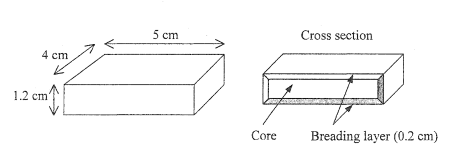 5 cm
Cross section
4 cm
1.2 cm
Core
Breading layer (0.2 cm)